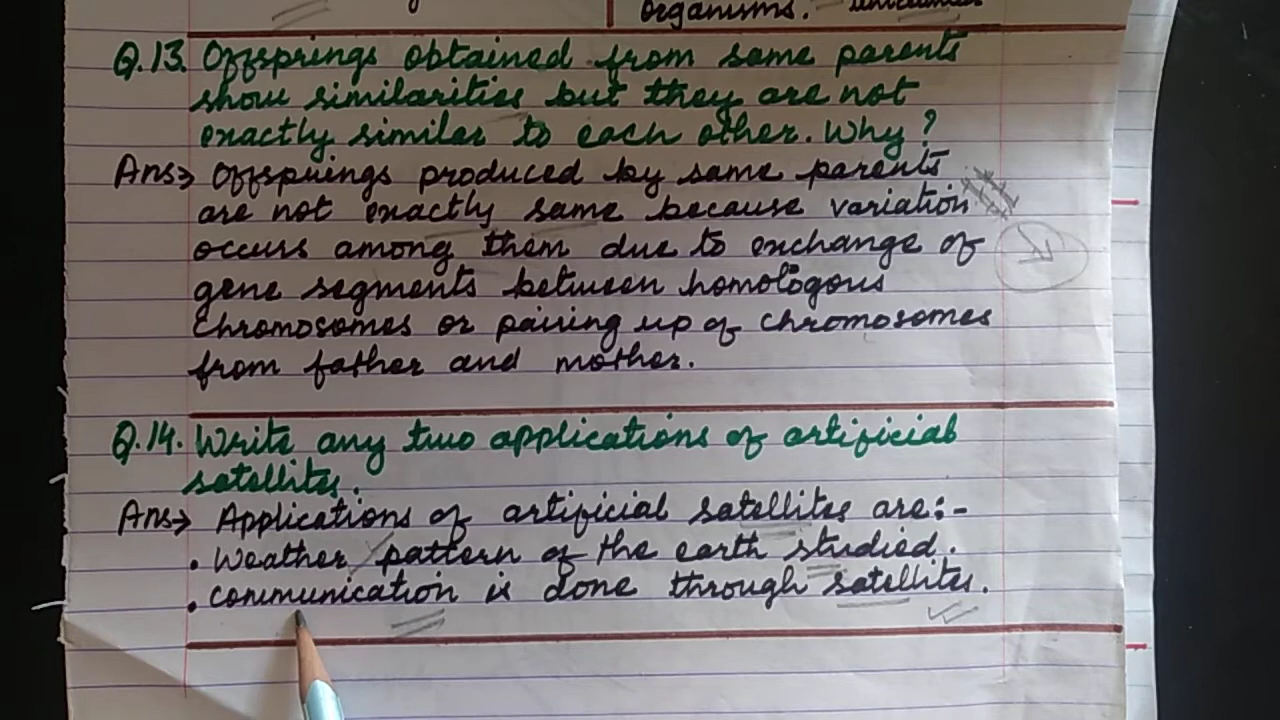 organisms.
Q.13. Offsprings obtained from same parents
show similarities but they are not
exactly similar to each other. Why?
Ans→ Offsprings produced by same parents
are not exactly same because variation
occurs among them due to exchange of
gene segments between homologous
chromosomes or pairing up of chromosomes
from father and mother.
Q.14. Write any two applications of artificial
satellites.
Ans→ Applications of artificial satellites are:-
• Weather pattern of the earth studied.
• Communication is done through satellites.